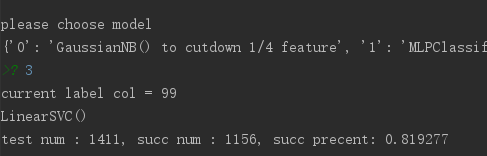 please choose model
{'0': 'GaussianNB() to cutdown 1/4 feature', '1': 'MLPClassif
>? 3
current label col = 99
LinearSVC()
test num : 1411, succ num : 1156, succ precent: 0.819277